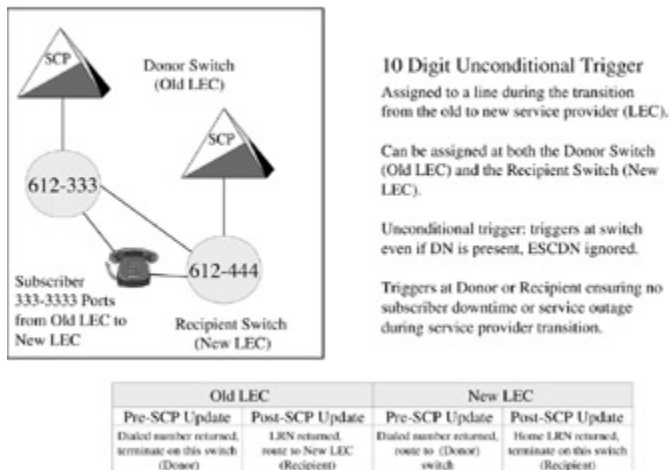 SCP
Donor Switch
(Old LEC)
SCP
612-333
612-444
Subscriber
333-3333 Ports
from Old LEC to
New LEC
Recipient Switch
(New LEC)
10 Digit Unconditional Trigger
Assigned to a line during the transition
from the old to new service provider (LEC).
Can be assigned at both the Donor Switch
(Old LEC) and the Recipient Switch (New
LEC).
Unconditional trigger: triggers at switch
even if DN is present, ESCDN ignored.
Triggers at Donor or Recipient ensuring no
subscriber downtime or service outage
during service provider transition.
Old LEC New LEC
Pre-SCP Update Post-SCP Update Pre-SCP Update Post-SCP Update
Dialed number returned, LRN returned, Dialed number returned, Home LRN returned,
terminate on this switch route to New LEC route to (Donor) terminate on this switch
(Donor) (Recipient) switch (Recipient)